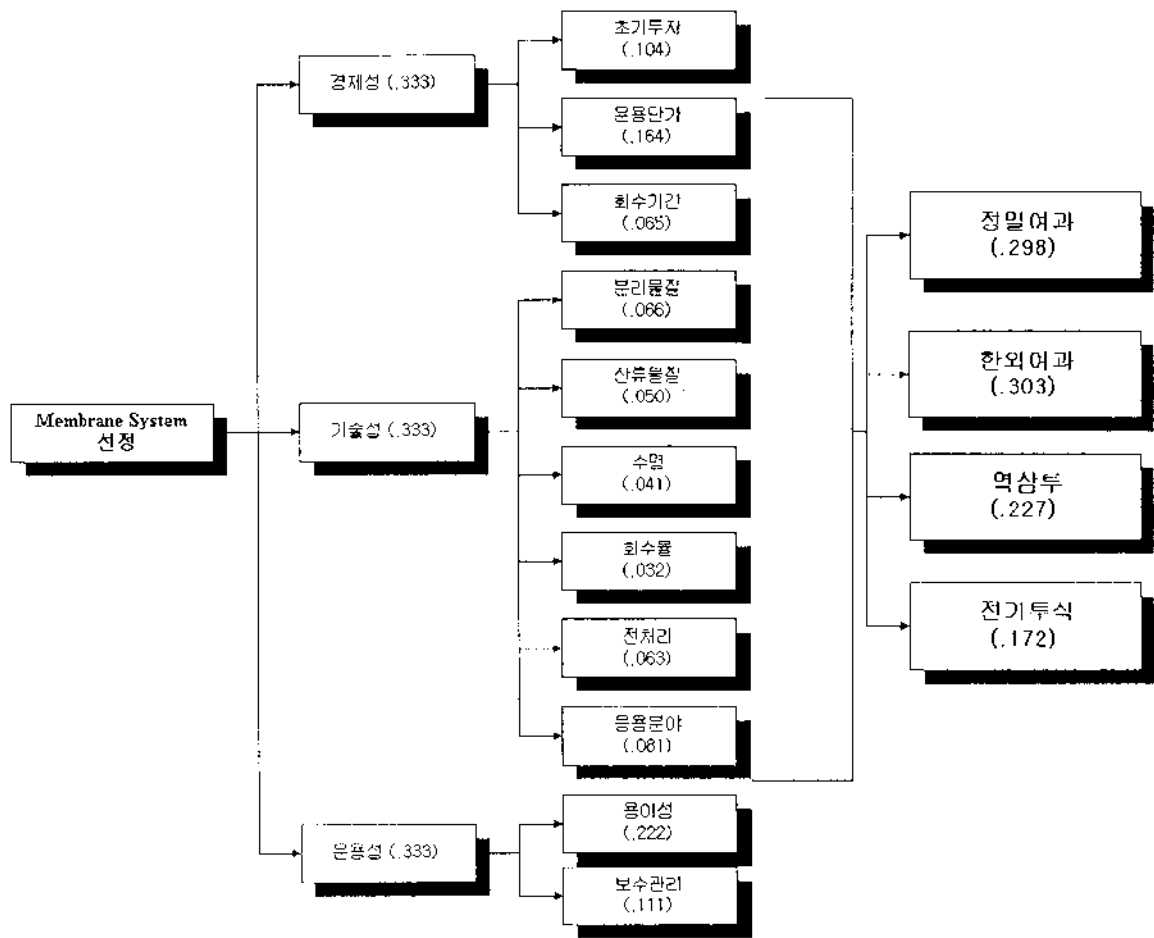 Membrane System
선정
경제성 (.333)
기술성 (.333)
운용성 (.333)
초기투자
(.104)
운용단가
(.164)
회수기간
(.065)
분리물질
(.066)
산류물질
(.050)
수명
(.041)
회수율
(.032)
전처리
(.063)
응용분야
(.081)
용이성
(.222)
보수관리
(.111)
정밀여과
(.298)
한외여과
(.303)
역삼투
(.227)
전기투식
(.172)